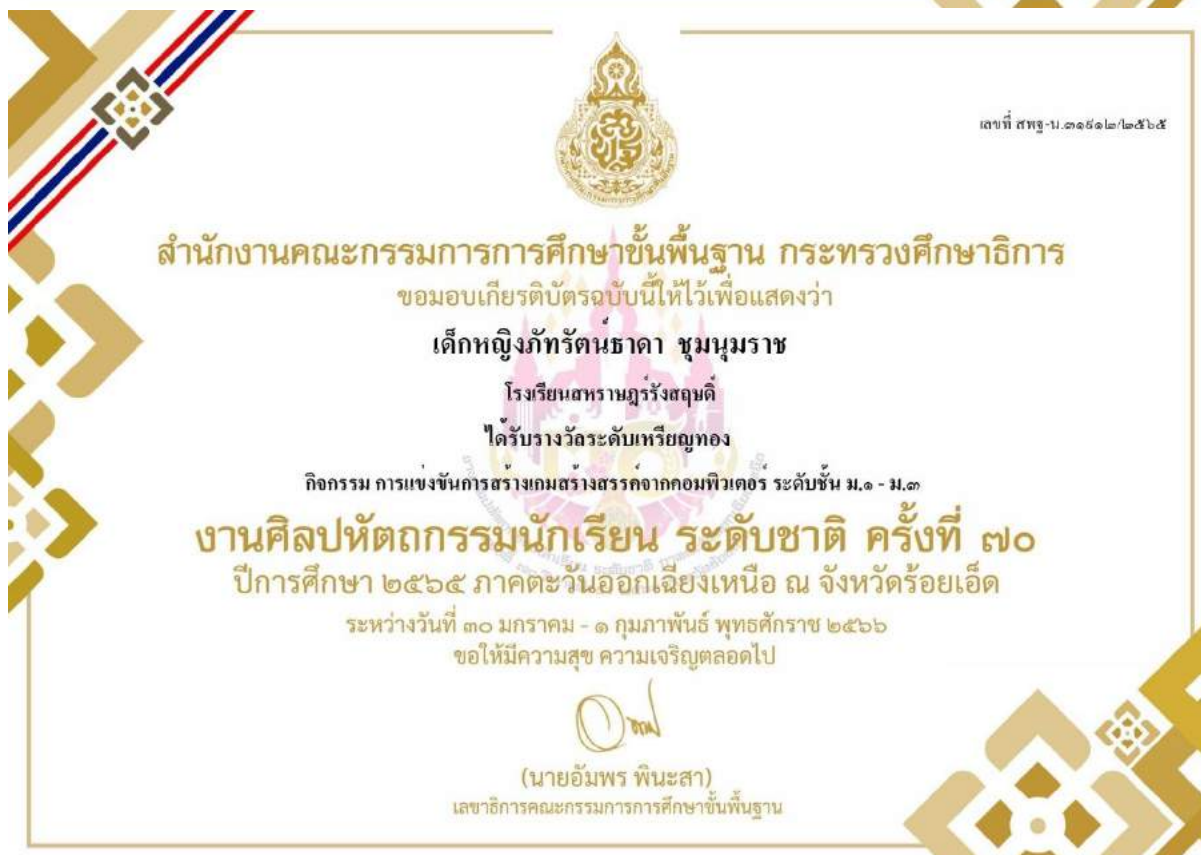 เลขที่ สพฐ-น.๓๑๙๑๒/๒๕๖๕
สำนักงานคณะกรรมการการศึกษาขั้นพื้นฐาน กระทรวงศึกษาธิการ
ขอมอบเกียรติบัตรฉบับนี้ให้ไว้เพื่อแสดงว่า
เด็กหญิงภัทรัตน์ธาดา ชุมนุมราช
โรงเรียนสหราษฎร์รังสฤษดิ์
ได้รับรางวัลระดับเหรียญทอง
กิจกรรม การแข่งขันการสร้างเกมสร้างสรรค์จากคอมพิวเตอร์ ระดับชั้น ม.๑ - ม.๓
งานศิลปหัตถกรรมนักเรียน ระดับชาติ ครั้งที่ ๗๐
ปีการศึกษา ๒๕๖๕ ภาคตะวันออกเฉียงเหนือ ณ จังหวัดร้อยเอ็ด
ระหว่างวันที่ ๓๐ มกราคม - ๑ กุมภาพันธ์ พุทธศักราช ๒๕๖๖
ขอให้มีความสุข ความเจริญตลอดไป
(นายอัมพร พินะสา)
เลขาธิการคณะกรรมการการศึกษาขั้นพื้นฐาน